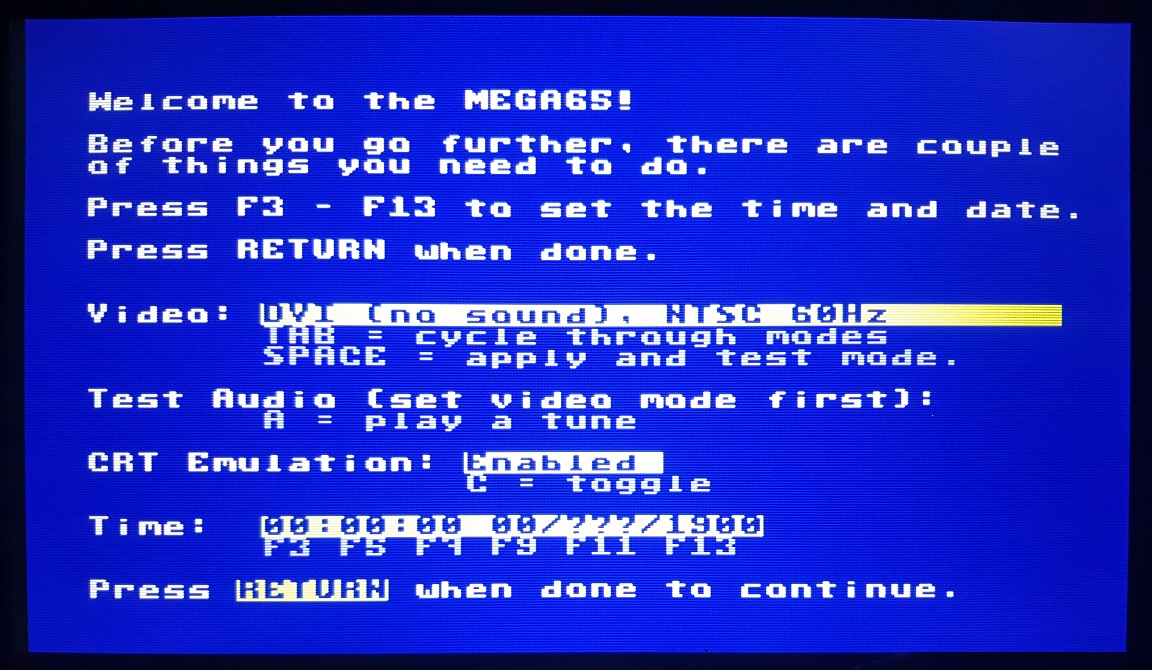 Welcome to the MEGA65!
Before you go further, there are couple
of things you need to do.
Press F3 - F13 to set the time and date.
Press RETURN when done.
Video: DVI (no sound), NTSC 60Hz
TAB = cycle through modes
SPACE = apply and test mode.
Test Audio (set video mode first):
A = play a tune
CRT Emulation: Enabled
C = toggle
Time: 00:00:00 00/???/1900
F3 F5 F7 F9 F11 F13
Press RETURN when done to continue.